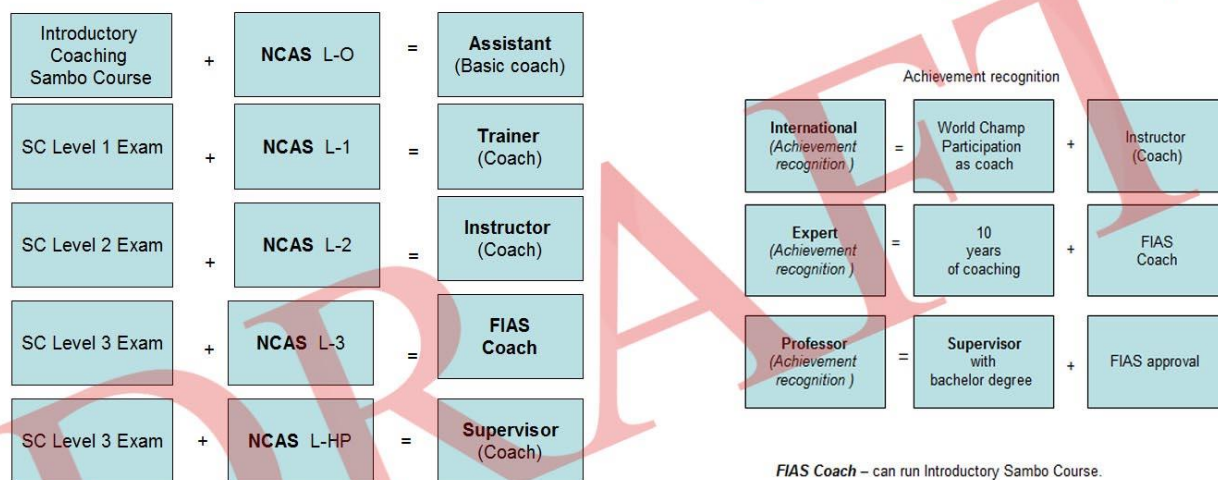 Introductory
Coaching
Sambo Course
+
NCAS L-O
=
Assistant
(Basic coach)
SC Level 1 Exam
+
NCAS L-1
=
Trainer
(Coach)
SC Level 2 Exam
+
NCAS L-2
=
Instructor
(Coach)
SC Level 3 Exam
+
NCAS L-3
=
FIAS
Coach
SC Level 3 Exam
+
NCAS L-HP
=
Supervisor
(Coach)
Achievement recognition
International
(Achievement
recognition )
=
World Champ
Participation
as coach
+
Instructor
(Coach)
Expert
(Achievement
recognition )
=
10
years
of coaching
+
FIAS
Coach
Professor
(Achievement
recognition )
=
Supervisor
with
bachelor degree
+
FIAS approval
FIAS Coach – can run Introductory Sambo Course.
DRAFT